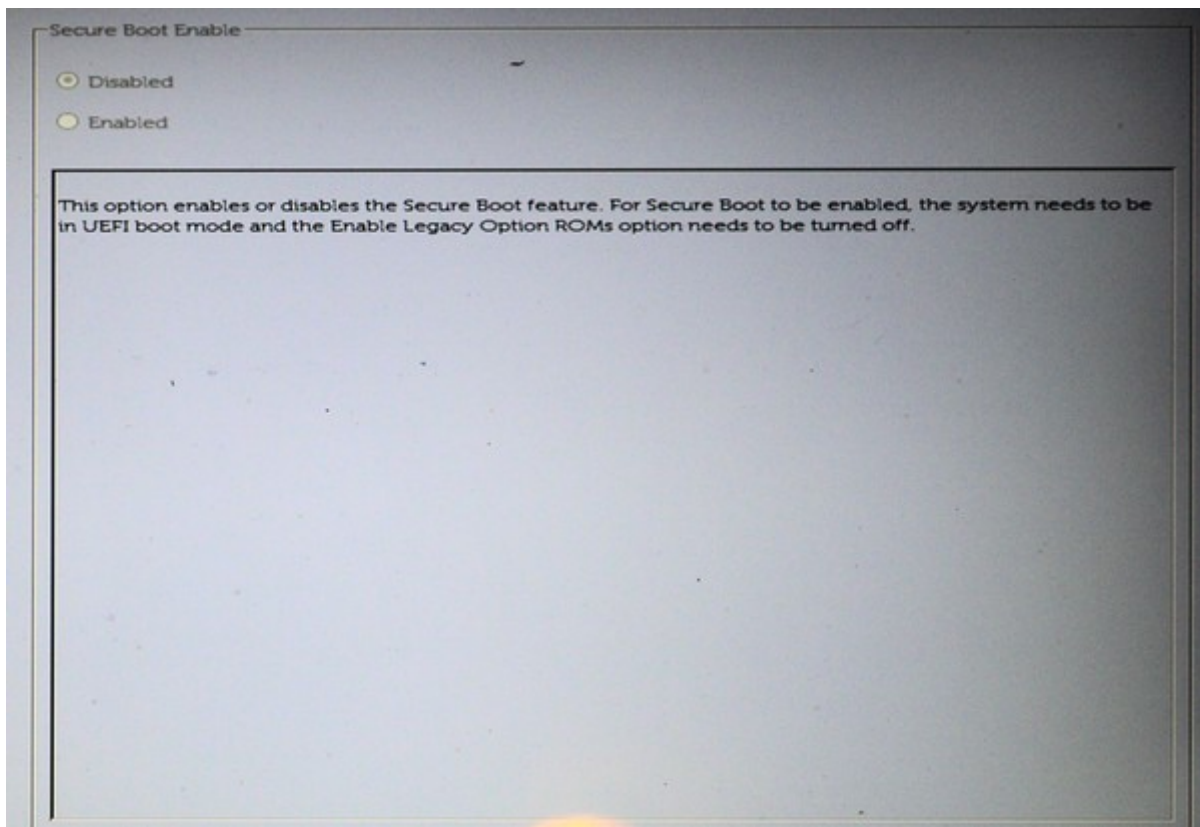 Secure Boot Enable
Disabled
Enabled
This option enables or disables the Secure Boot feature. For Secure Boot to be enabled, the system needs to be
in UEFI boot mode and the Enable Legacy Option ROMs option needs to be turned off.